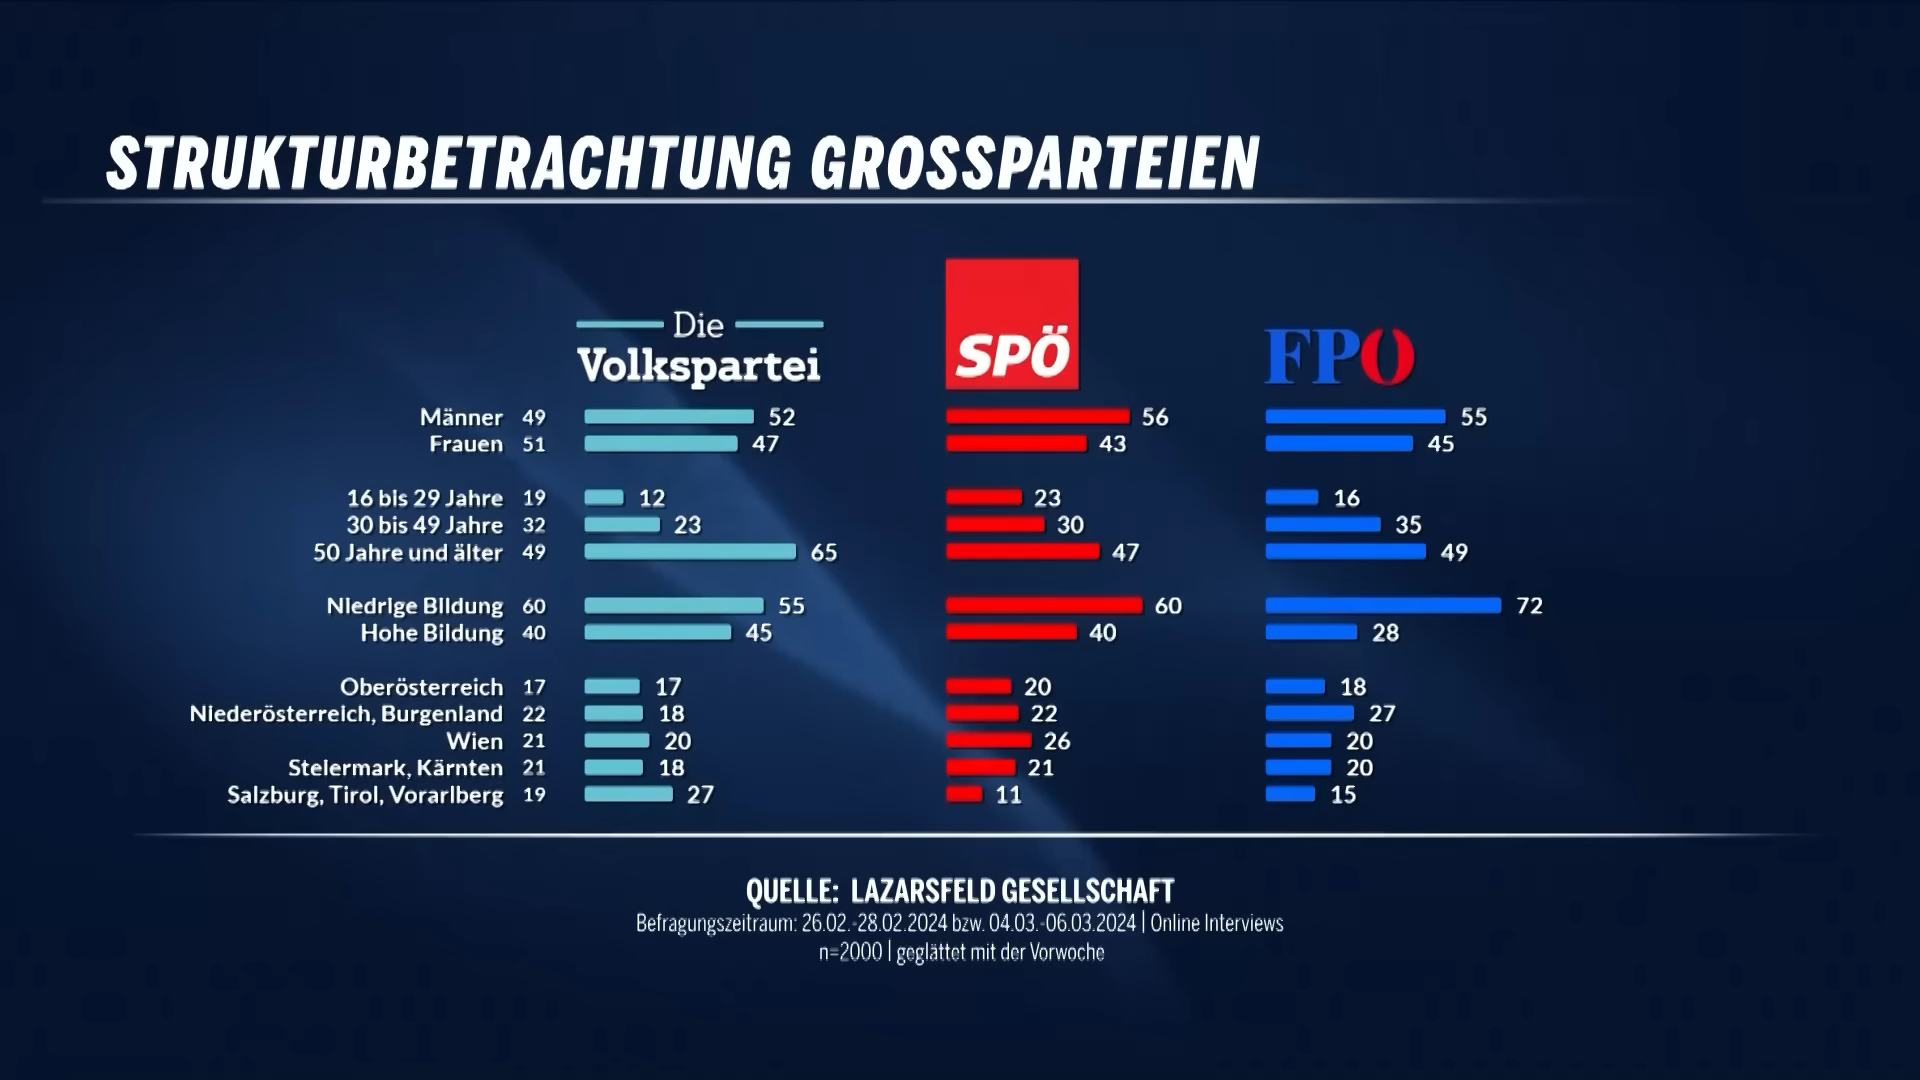 STRUKTURBETRACHTUNG GROSSPARTEIEN
Die
Volkspartei
SPÖ
FPÖ
Männer 49 52 56 55
Frauen 51 47 43 45
16 bis 29 Jahre 19 12 23 16
30 bis 49 Jahre 32 23 30 35
50 Jahre und älter 49 65 47 49
Niedrige Bildung 60 55 60 72
Hohe Bildung 40 45 40 28
Oberösterreich 17 17 20 18
Niederösterreich, Burgenland 22 18 22 27
Wien 21 20 26 20
Steiermark, Kärnten 21 18 21 20
Salzburg, Tirol, Vorarlberg 19 27 11 15
QUELLE: LAZARSFELD GESELLSCHAFT
Befragungszeitraum: 26.02.-28.02.2024 bzw. 04.03.-06.03.2024 | Online Interviews
n=2000 | geglättet mit der Vorwoche